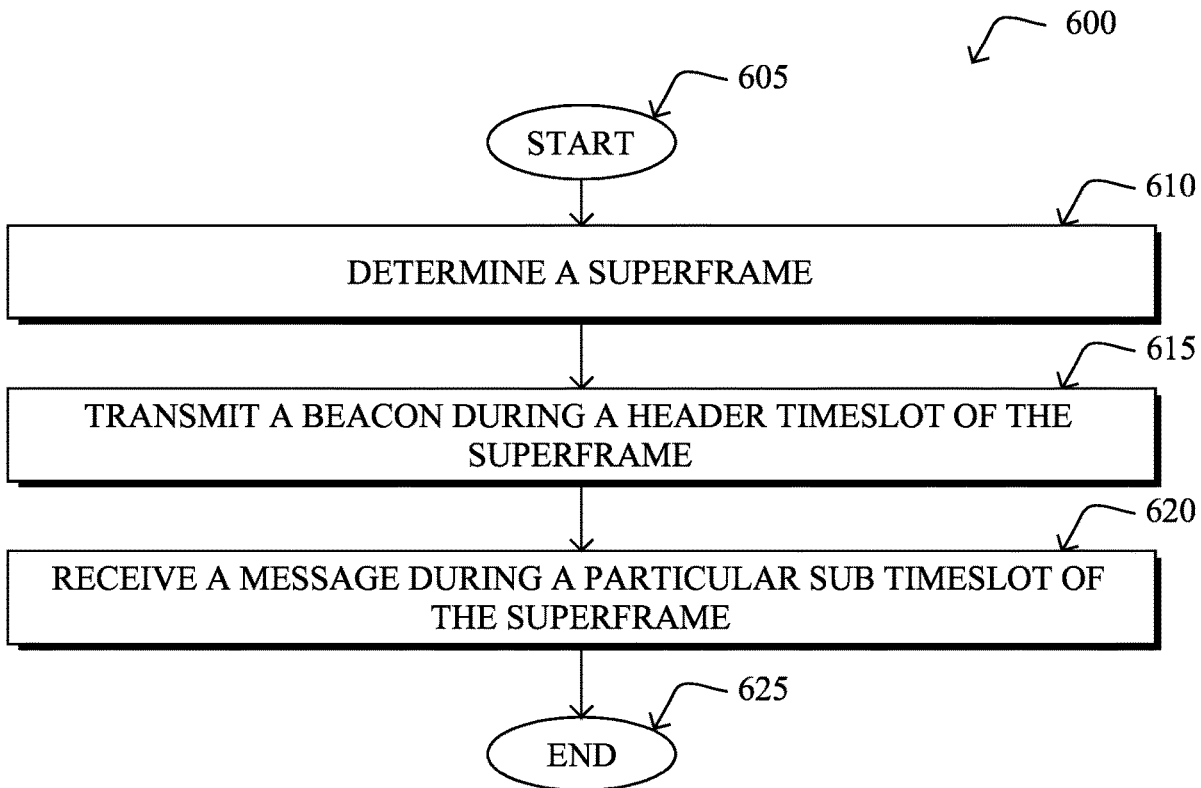 600
605
START
610
DETERMINE A SUPERFRAME
615
TRANSMIT A BEACON DURING A HEADER TIMESLOT OF THE
SUPERFRAME
620
RECEIVE A MESSAGE DURING A PARTICULAR SUB TIMESLOT OF
THE SUPERFRAME
625
END